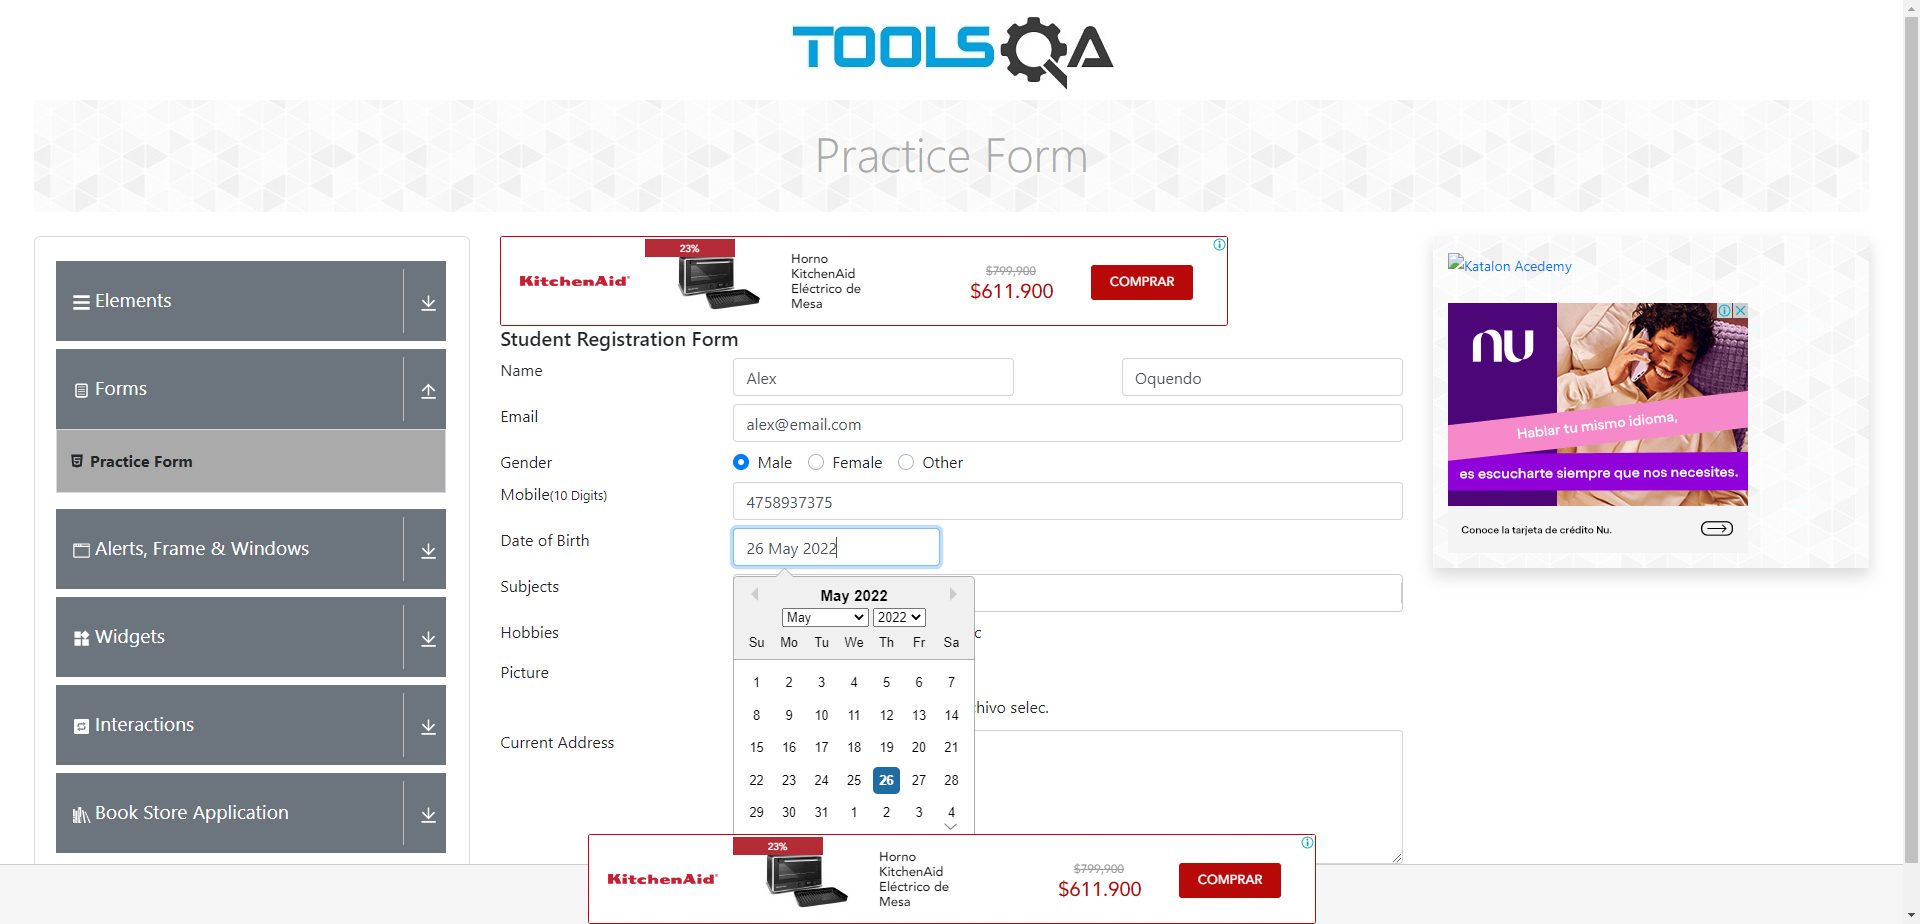 TOOLSQA
Practice Form
Elements
Forms
Practice Form
Alerts, Frame & Windows
Widgets
Interactions
Book Store Application
KitchenAid
23%
Horno
KitchenAid
Eléctrico de
Mesa
$799,900
$611.900
COMPRAR
Student Registration Form
Name
Alex
Oquendo
Email
alex@email.com
Gender
Male Female Other
Mobile(10 Digits)
4758937375
Date of Birth
26 May 2022
Subjects
May 2022
May 2022
Su Mo Tu We Th Fr Sa
1 2 3 4 5 6 7
8 9 10 11 12 13 14
15 16 17 18 19 20 21
22 23 24 25 26 27 28
29 30 31 1 2 3 4
Hobbies
c
Picture
hivo selec.
Current Address
Katalon Acedemy
nu
Hablar tu mismo idioma,
es escucharte siempre que nos necesites.
Conoce la tarjeta de crédito Nu.
KitchenAid
23%
Horno
KitchenAid
Eléctrico de
Mesa
$799,900
$611.900
COMPRAR